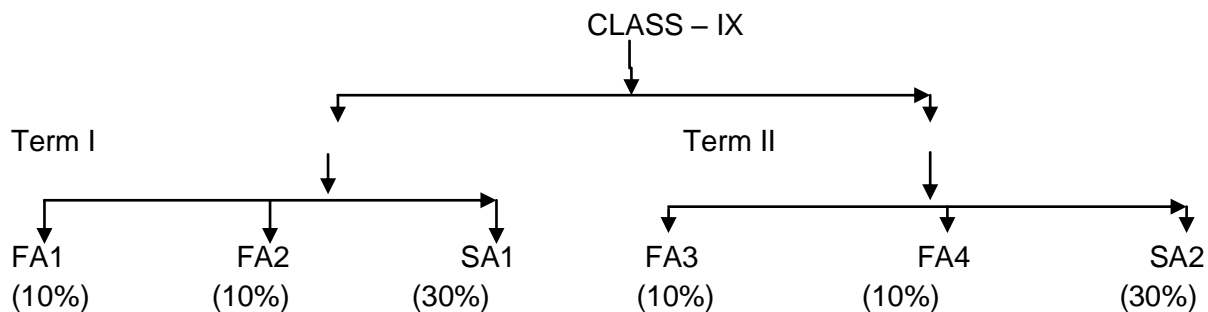 CLASS – IX
Term I Term II
FA1 FA2 SA1 FA3 FA4 SA2
(10%) (10%) (30%) (10%) (10%) (30%)